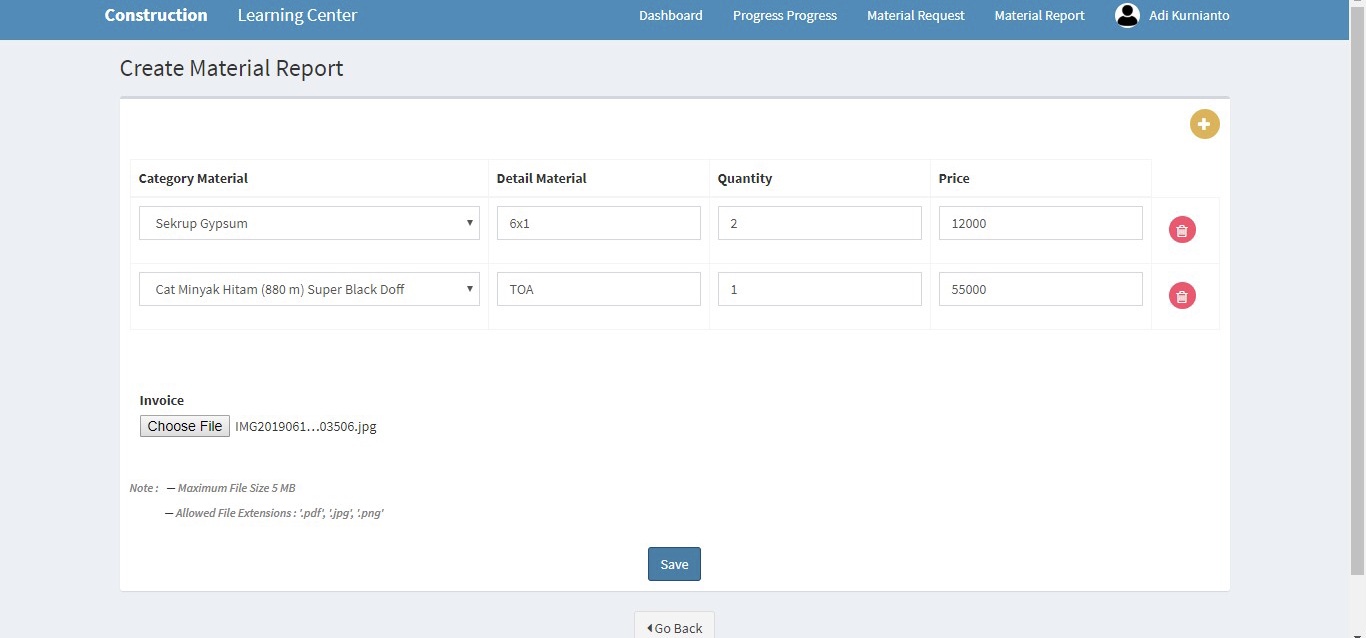 Construction Learning Center Dashboard Progress Progress Material Request Material Report Adi Kurnianto
Create Material Report
Category Material Detail Material Quantity Price
Sekrup Gypsum 6x1 2 12000
Cat Minyak Hitam (880 m) Super Black Doff TOA 1 55000
Invoice
Choose File IMG2019061...03506.jpg
Note : — Maximum File Size 5 MB
— Allowed File Extensions : '.pdf', '.jpg', '.png'
Save
Go Back